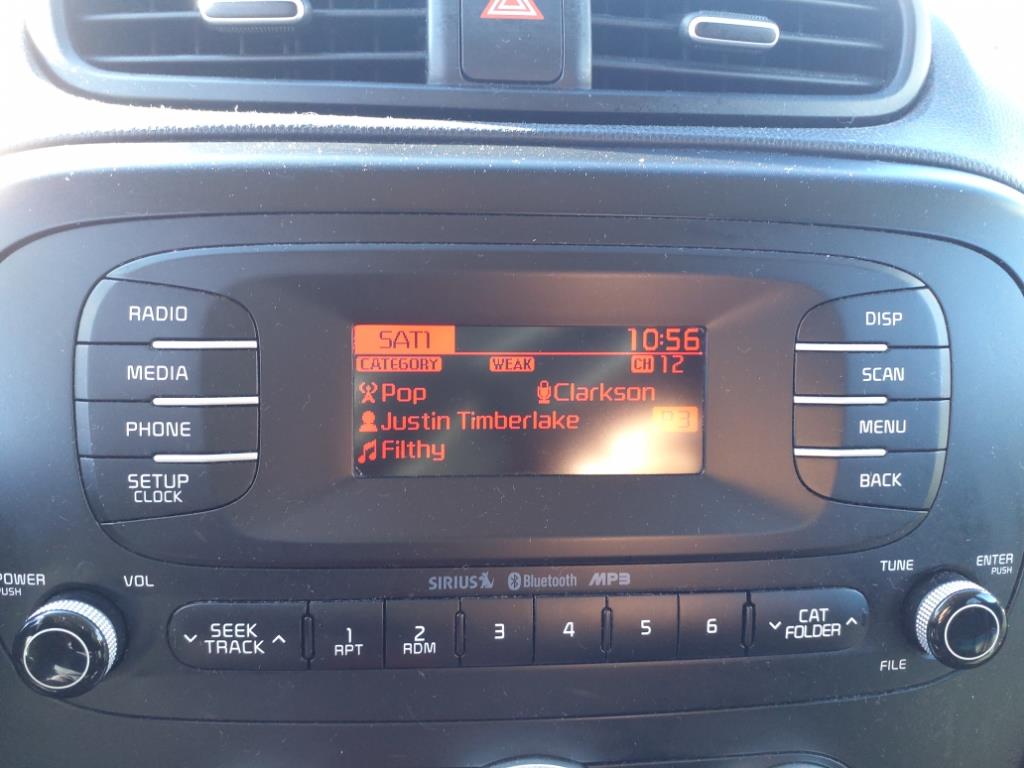 RADIO
MEDIA
PHONE
SETUP
CLOCK
SAT1 10:56
CATEGORY WEAK CH 12
Pop Clarkson
Justin Timberlake P3
Filthy
DISP
SCAN
MENU
BACK
POWER
PUSH
VOL
SIRIUS Bluetooth MP3
TUNE
ENTER
PUSH
SEEK
TRACK
1
RPT
2
RDM
3
4
5
6
CAT
FOLDER
FILE